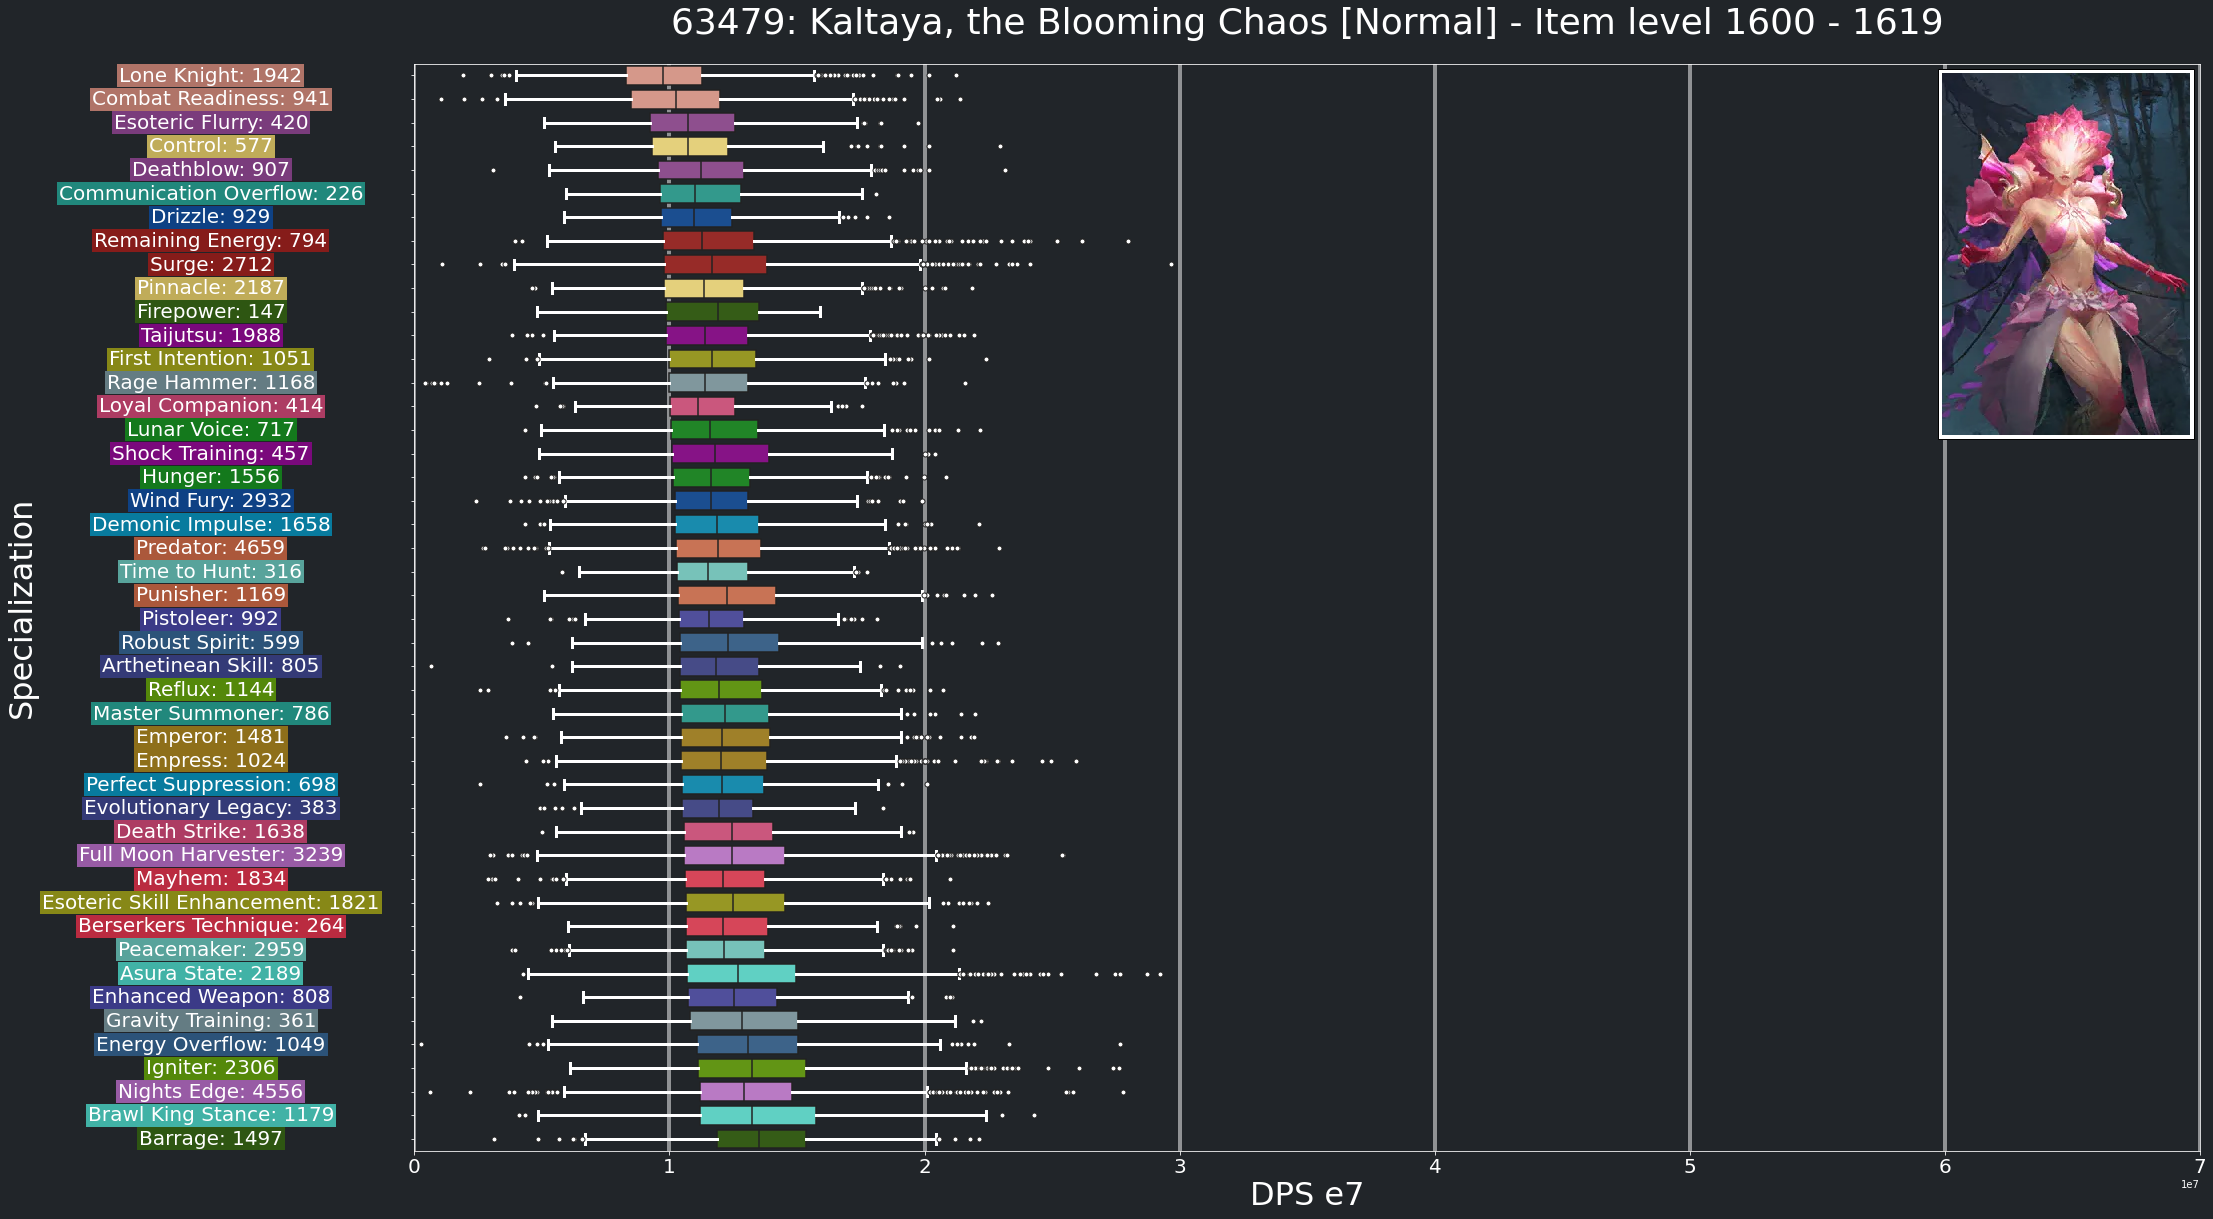 63479: Kaltaya, the Blooming Chaos [Normal] - Item level 1600 - 1619
Specialization
Lone Knight: 1942
Combat Readiness: 941
Esoteric Flurry: 420
Control: 577
Deathblow: 907
Communication Overflow: 226
Drizzle: 929
Remaining Energy: 794
Surge: 2712
Pinnacle: 2187
Firepower: 147
Taijutsu: 1988
First Intention: 1051
Rage Hammer: 1168
Loyal Companion: 414
Lunar Voice: 717
Shock Training: 457
Hunger: 1556
Wind Fury: 2932
Demonic Impulse: 1658
Predator: 4659
Time to Hunt: 316
Punisher: 1169
Pistoleer: 992
Robust Spirit: 599
Arthetinean Skill: 805
Reflux: 1144
Master Summoner: 786
Emperor: 1481
Empress: 1024
Perfect Suppression: 698
Evolutionary Legacy: 383
Death Strike: 1638
Full Moon Harvester: 3239
Mayhem: 1834
Esoteric Skill Enhancement: 1821
Berserkers Technique: 264
Peacemaker: 2959
Asura State: 2189
Enhanced Weapon: 808
Gravity Training: 361
Energy Overflow: 1049
Igniter: 2306
Nights Edge: 4556
Brawl King Stance: 1179
Barrage: 1497
0 1 2 3 4 5 6 7
1e7
DPS e7